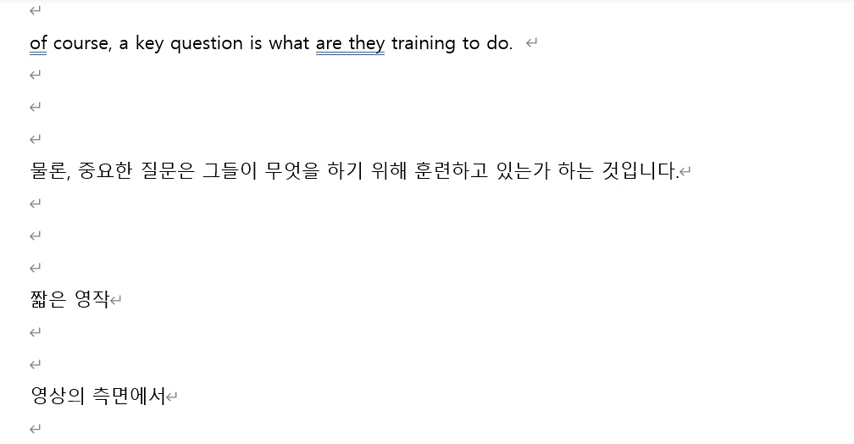 of course, a key question is what are they training to do.
물론, 중요한 질문은 그들이 무엇을 하기 위해 훈련하고 있는가 하는 것입니다.
짧은 영작
영상의 측면에서